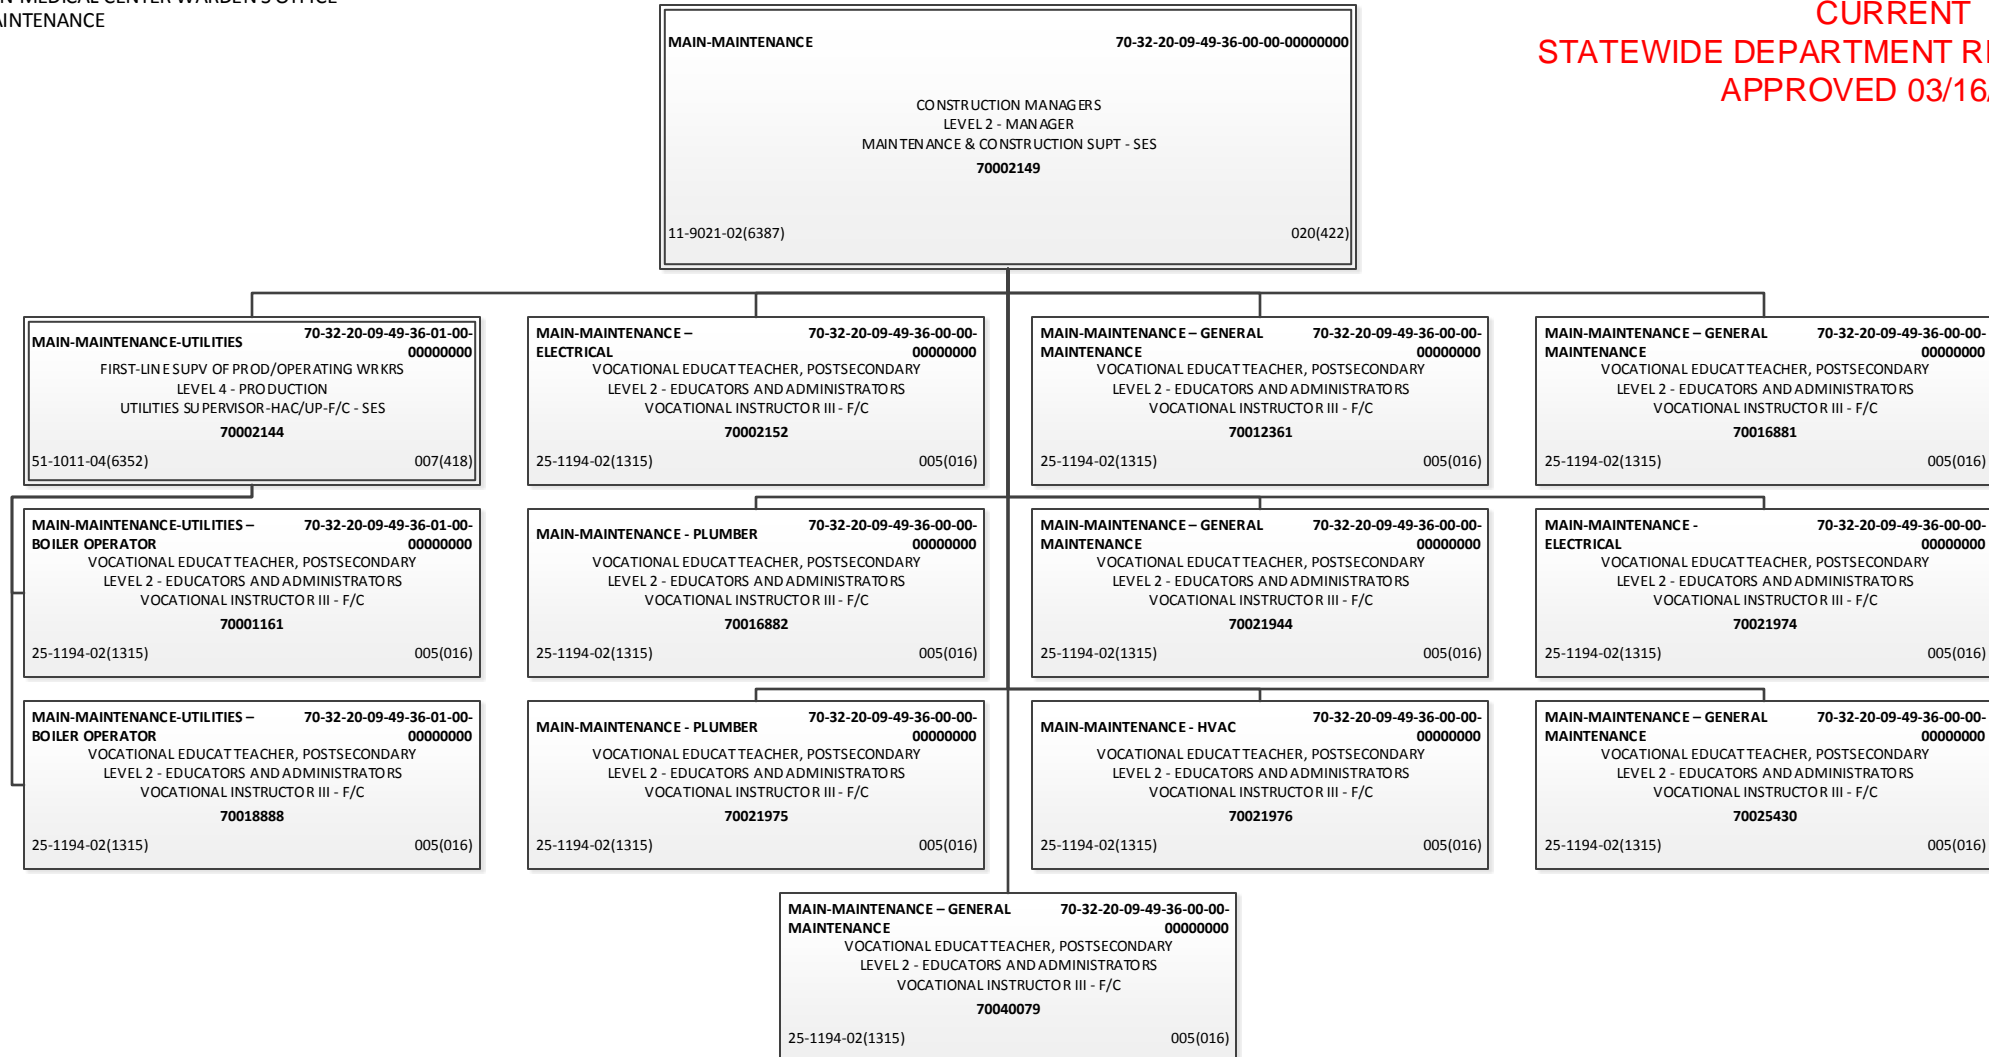 MEDICAL CENTER WARDEN'S OFFICE
MAINTENANCE
CURRENT
STATEWIDE DEPARTMENT
APPROVED 03/16/
MAIN-MAINTENANCE 70-32-20-09-49-36-00-00-00000000
CONSTRUCTION MANAGERS
LEVEL 2 - MANAGER
MAINTENANCE & CONSTRUCTION SUPT - SES
70002149
11-9021-02(6387) 020(422)
MAIN-MAINTENANCE-UTILITIES 70-32-20-09-49-36-01-00-
00000000
FIRST-LINE SUPV OF PROD/OPERATING WRKRS
LEVEL 4 - PRODUCTION
UTILITIES SUPERVISOR-HAC/UP-F/C - SES
70002144
51-1011-04(6352) 007(418)
MAIN-MAINTENANCE – 70-32-20-09-49-36-00-00-
ELECTRICAL 00000000
VOCATIONAL EDUCAT TEACHER, POSTSECONDARY
LEVEL 2 - EDUCATORS AND ADMINISTRATORS
VOCATIONAL INSTRUCTOR III - F/C
70002152
25-1194-02(1315) 005(016)
MAIN-MAINTENANCE – GENERAL 70-32-20-09-49-36-00-00-
MAINTENANCE 00000000
VOCATIONAL EDUCAT TEACHER, POSTSECONDARY
LEVEL 2 - EDUCATORS AND ADMINISTRATORS
VOCATIONAL INSTRUCTOR III - F/C
70012361
25-1194-02(1315) 005(016)
MAIN-MAINTENANCE – GENERAL 70-32-20-09-49-36-00-00-
MAINTENANCE 00000000
VOCATIONAL EDUCAT TEACHER, POSTSECONDARY
LEVEL 2 - EDUCATORS AND ADMINISTRATORS
VOCATIONAL INSTRUCTOR III - F/C
70016881
25-1194-02(1315) 005(016)
MAIN-MAINTENANCE-UTILITIES – 70-32-20-09-49-36-01-00-
BOILER OPERATOR 00000000
VOCATIONAL EDUCAT TEACHER, POSTSECONDARY
LEVEL 2 - EDUCATORS AND ADMINISTRATORS
VOCATIONAL INSTRUCTOR III - F/C
70001161
25-1194-02(1315) 005(016)
MAIN-MAINTENANCE - PLUMBER 70-32-20-09-49-36-00-00-
00000000
VOCATIONAL EDUCAT TEACHER, POSTSECONDARY
LEVEL 2 - EDUCATORS AND ADMINISTRATORS
VOCATIONAL INSTRUCTOR III - F/C
70016882
25-1194-02(1315) 005(016)
MAIN-MAINTENANCE – GENERAL 70-32-20-09-49-36-00-00-
MAINTENANCE 00000000
VOCATIONAL EDUCAT TEACHER, POSTSECONDARY
LEVEL 2 - EDUCATORS AND ADMINISTRATORS
VOCATIONAL INSTRUCTOR III - F/C
70021944
25-1194-02(1315) 005(016)
MAIN-MAINTENANCE - 70-32-20-09-49-36-00-00-
ELECTRICAL 00000000
VOCATIONAL EDUCAT TEACHER, POSTSECONDARY
LEVEL 2 - EDUCATORS AND ADMINISTRATORS
VOCATIONAL INSTRUCTOR III - F/C
70021974
25-1194-02(1315) 005(016)
MAIN-MAINTENANCE-UTILITIES – 70-32-20-09-49-36-01-00-
BOILER OPERATOR 00000000
VOCATIONAL EDUCAT TEACHER, POSTSECONDARY
LEVEL 2 - EDUCATORS AND ADMINISTRATORS
VOCATIONAL INSTRUCTOR III - F/C
70018888
25-1194-02(1315) 005(016)
MAIN-MAINTENANCE - PLUMBER 70-32-20-09-49-36-00-00-
00000000
VOCATIONAL EDUCAT TEACHER, POSTSECONDARY
LEVEL 2 - EDUCATORS AND ADMINISTRATORS
VOCATIONAL INSTRUCTOR III - F/C
70021975
25-1194-02(1315) 005(016)
MAIN-MAINTENANCE - HVAC 70-32-20-09-49-36-00-00-
00000000
VOCATIONAL EDUCAT TEACHER, POSTSECONDARY
LEVEL 2 - EDUCATORS AND ADMINISTRATORS
VOCATIONAL INSTRUCTOR III - F/C
70021976
25-1194-02(1315) 005(016)
MAIN-MAINTENANCE – GENERAL 70-32-20-09-49-36-00-00-
MAINTENANCE 00000000
VOCATIONAL EDUCAT TEACHER, POSTSECONDARY
LEVEL 2 - EDUCATORS AND ADMINISTRATORS
VOCATIONAL INSTRUCTOR III - F/C
70025430
25-1194-02(1315) 005(016)
MAIN-MAINTENANCE – GENERAL 70-32-20-09-49-36-00-00-
MAINTENANCE 00000000
VOCATIONAL EDUCAT TEACHER, POSTSECONDARY
LEVEL 2 - EDUCATORS AND ADMINISTRATORS
VOCATIONAL INSTRUCTOR III - F/C
70040079
25-1194-02(1315) 005(016)